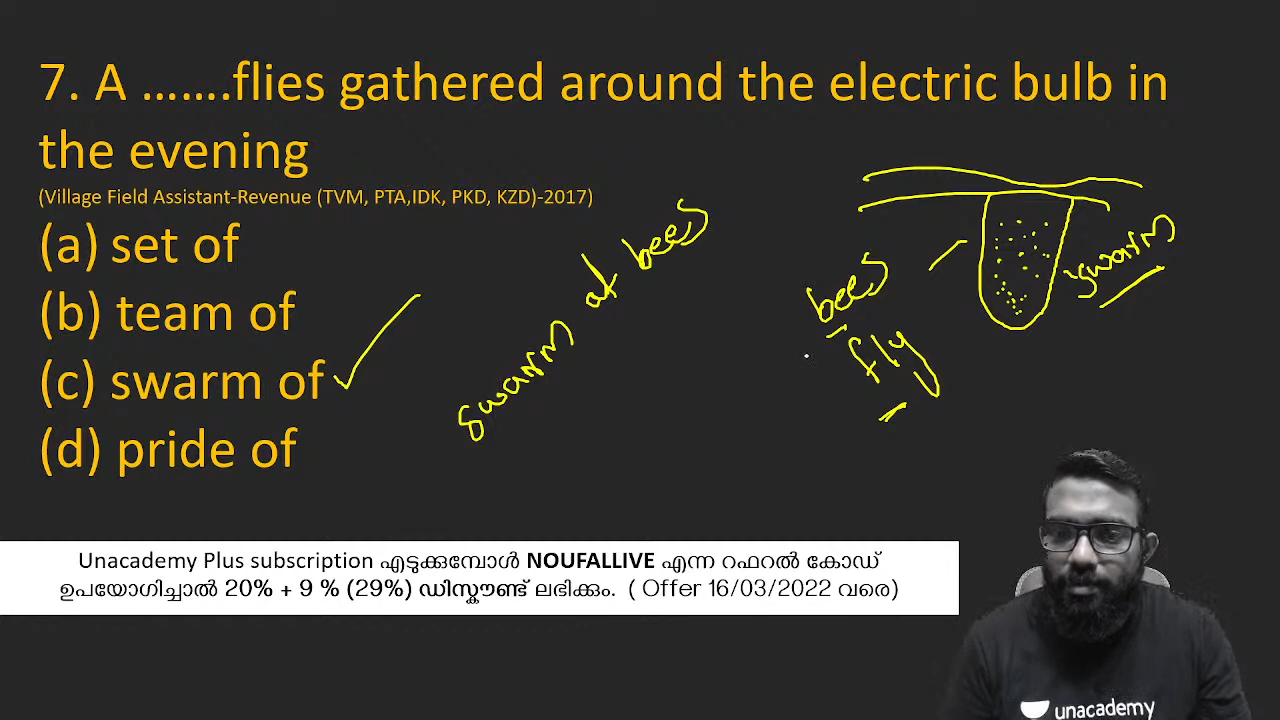 7. A …….flies gathered around the electric bulb in
the evening
(Village Field Assistant-Revenue (TVM, PTA,IDK, PKD, KZD)-2017)
(a) set of
(b) team of
(c) swarm of
(d) pride of
swarm of bees
bees
fly
swarm
Unacademy Plus subscription എടുക്കുമ്പോൾ NOUFALLIVE എന്ന റഫറൽ കോഡ്
ഉപയോഗിച്ചാൽ 20% + 9 % (29%) ഡിസ്കൗണ്ട് ലഭിക്കും. ( Offer 16/03/2022 വരെ)
unacademy